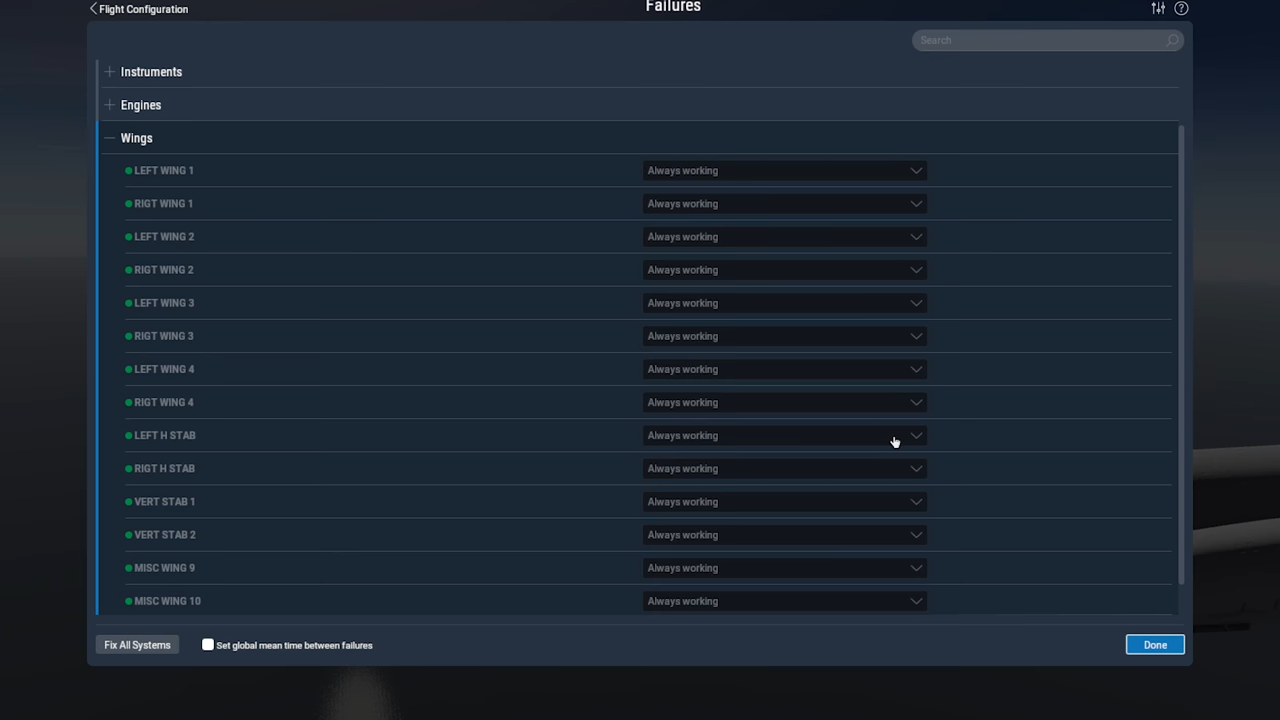 Flight Configuration
Failures
Search
Instruments
Engines
Wings
LEFT WING 1 Always working
RIGT WING 1 Always working
LEFT WING 2 Always working
RIGT WING 2 Always working
LEFT WING 3 Always working
RIGT WING 3 Always working
LEFT WING 4 Always working
RIGT WING 4 Always working
LEFT H STAB Always working
RIGT H STAB Always working
VERT STAB 1 Always working
VERT STAB 2 Always working
MISC WING 9 Always working
MISC WING 10 Always working
Fix All Systems Set global mean time between failures Done